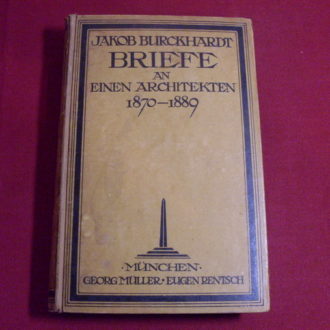 JAKOB BURCKHARDT
BRIEFE
AN
EINEN ARCHITEKTEN
1870—1889
·MÜNCHEN·
GEORG MÜLLER·EUGEN RENTSCH